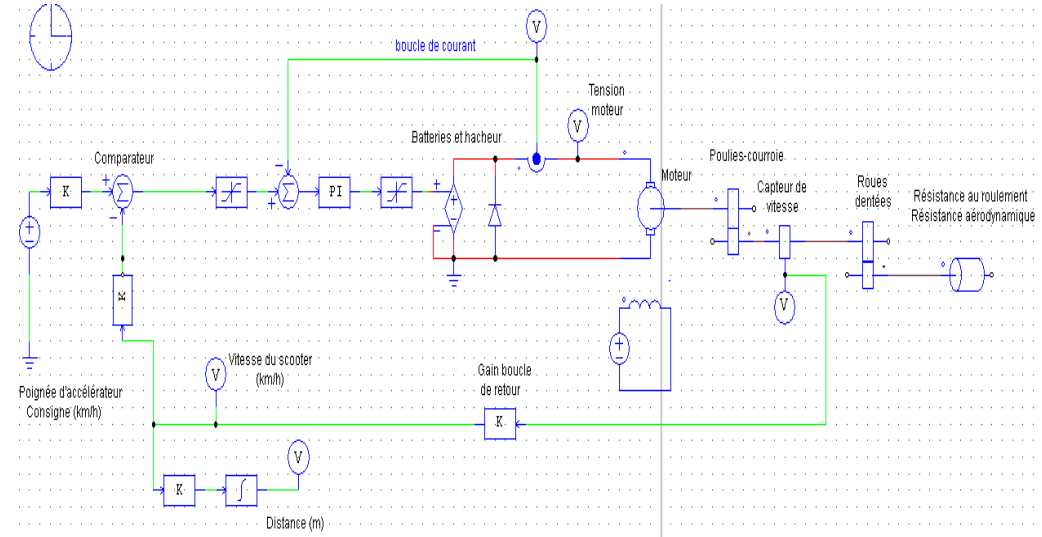 V
boucle de courant
Tension
moteur
V
Batteries et hacheur
Comparateur
K
Σ
Σ
PI
Moteur
Poulies-courroie
Capteur de
vitesse
Roues
dentées
Résistance au roulement
Résistance aérodynamique
V
K
Vitesse du scooter
(km/h)
V
Gain boucle
de retour
K
Poignée d'accélérateur
Consigne (km/h)
V
K
∫
Distance (m)